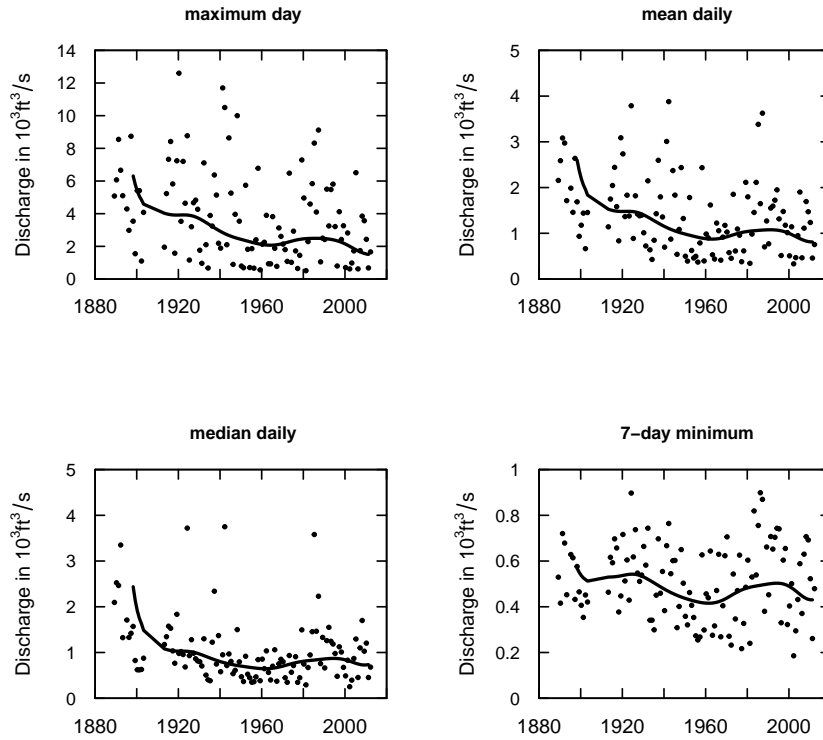 maximum day
Discharge in 10³ft³/s
14
12
10
8
6
4
2
0
1880 1920 1960 2000
mean daily
Discharge in 10³ft³/s
5
4
3
2
1
0
1880 1920 1960 2000
median daily
Discharge in 10³ft³/s
5
4
3
2
1
0
1880 1920 1960 2000
7−day minimum
Discharge in 10³ft³/s
1
0.8
0.6
0.4
0.2
0
1880 1920 1960 2000